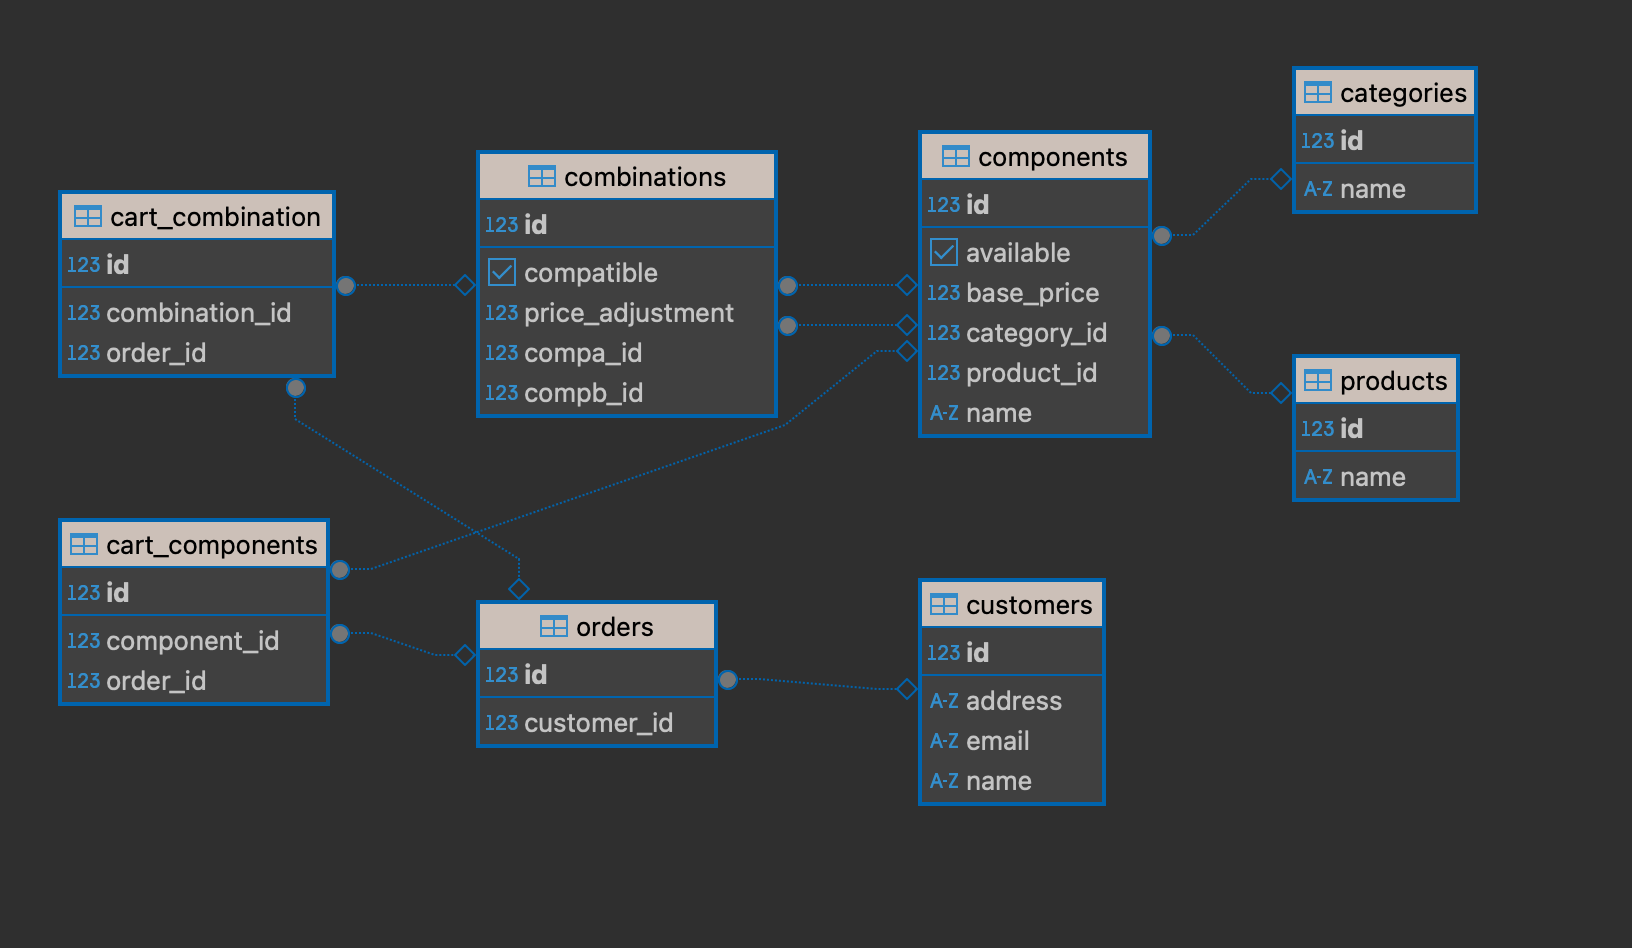 cart_combination
123 id
123 combination_id
123 order_id
combinations
123 id
compatible
123 price_adjustment
123 compa_id
123 compb_id
components
123 id
available
123 base_price
123 category_id
123 product_id
A-Z name
categories
123 id
A-Z name
products
123 id
A-Z name
cart_components
123 id
123 component_id
123 order_id
orders
123 id
123 customer_id
customers
123 id
A-Z address
A-Z email
A-Z name